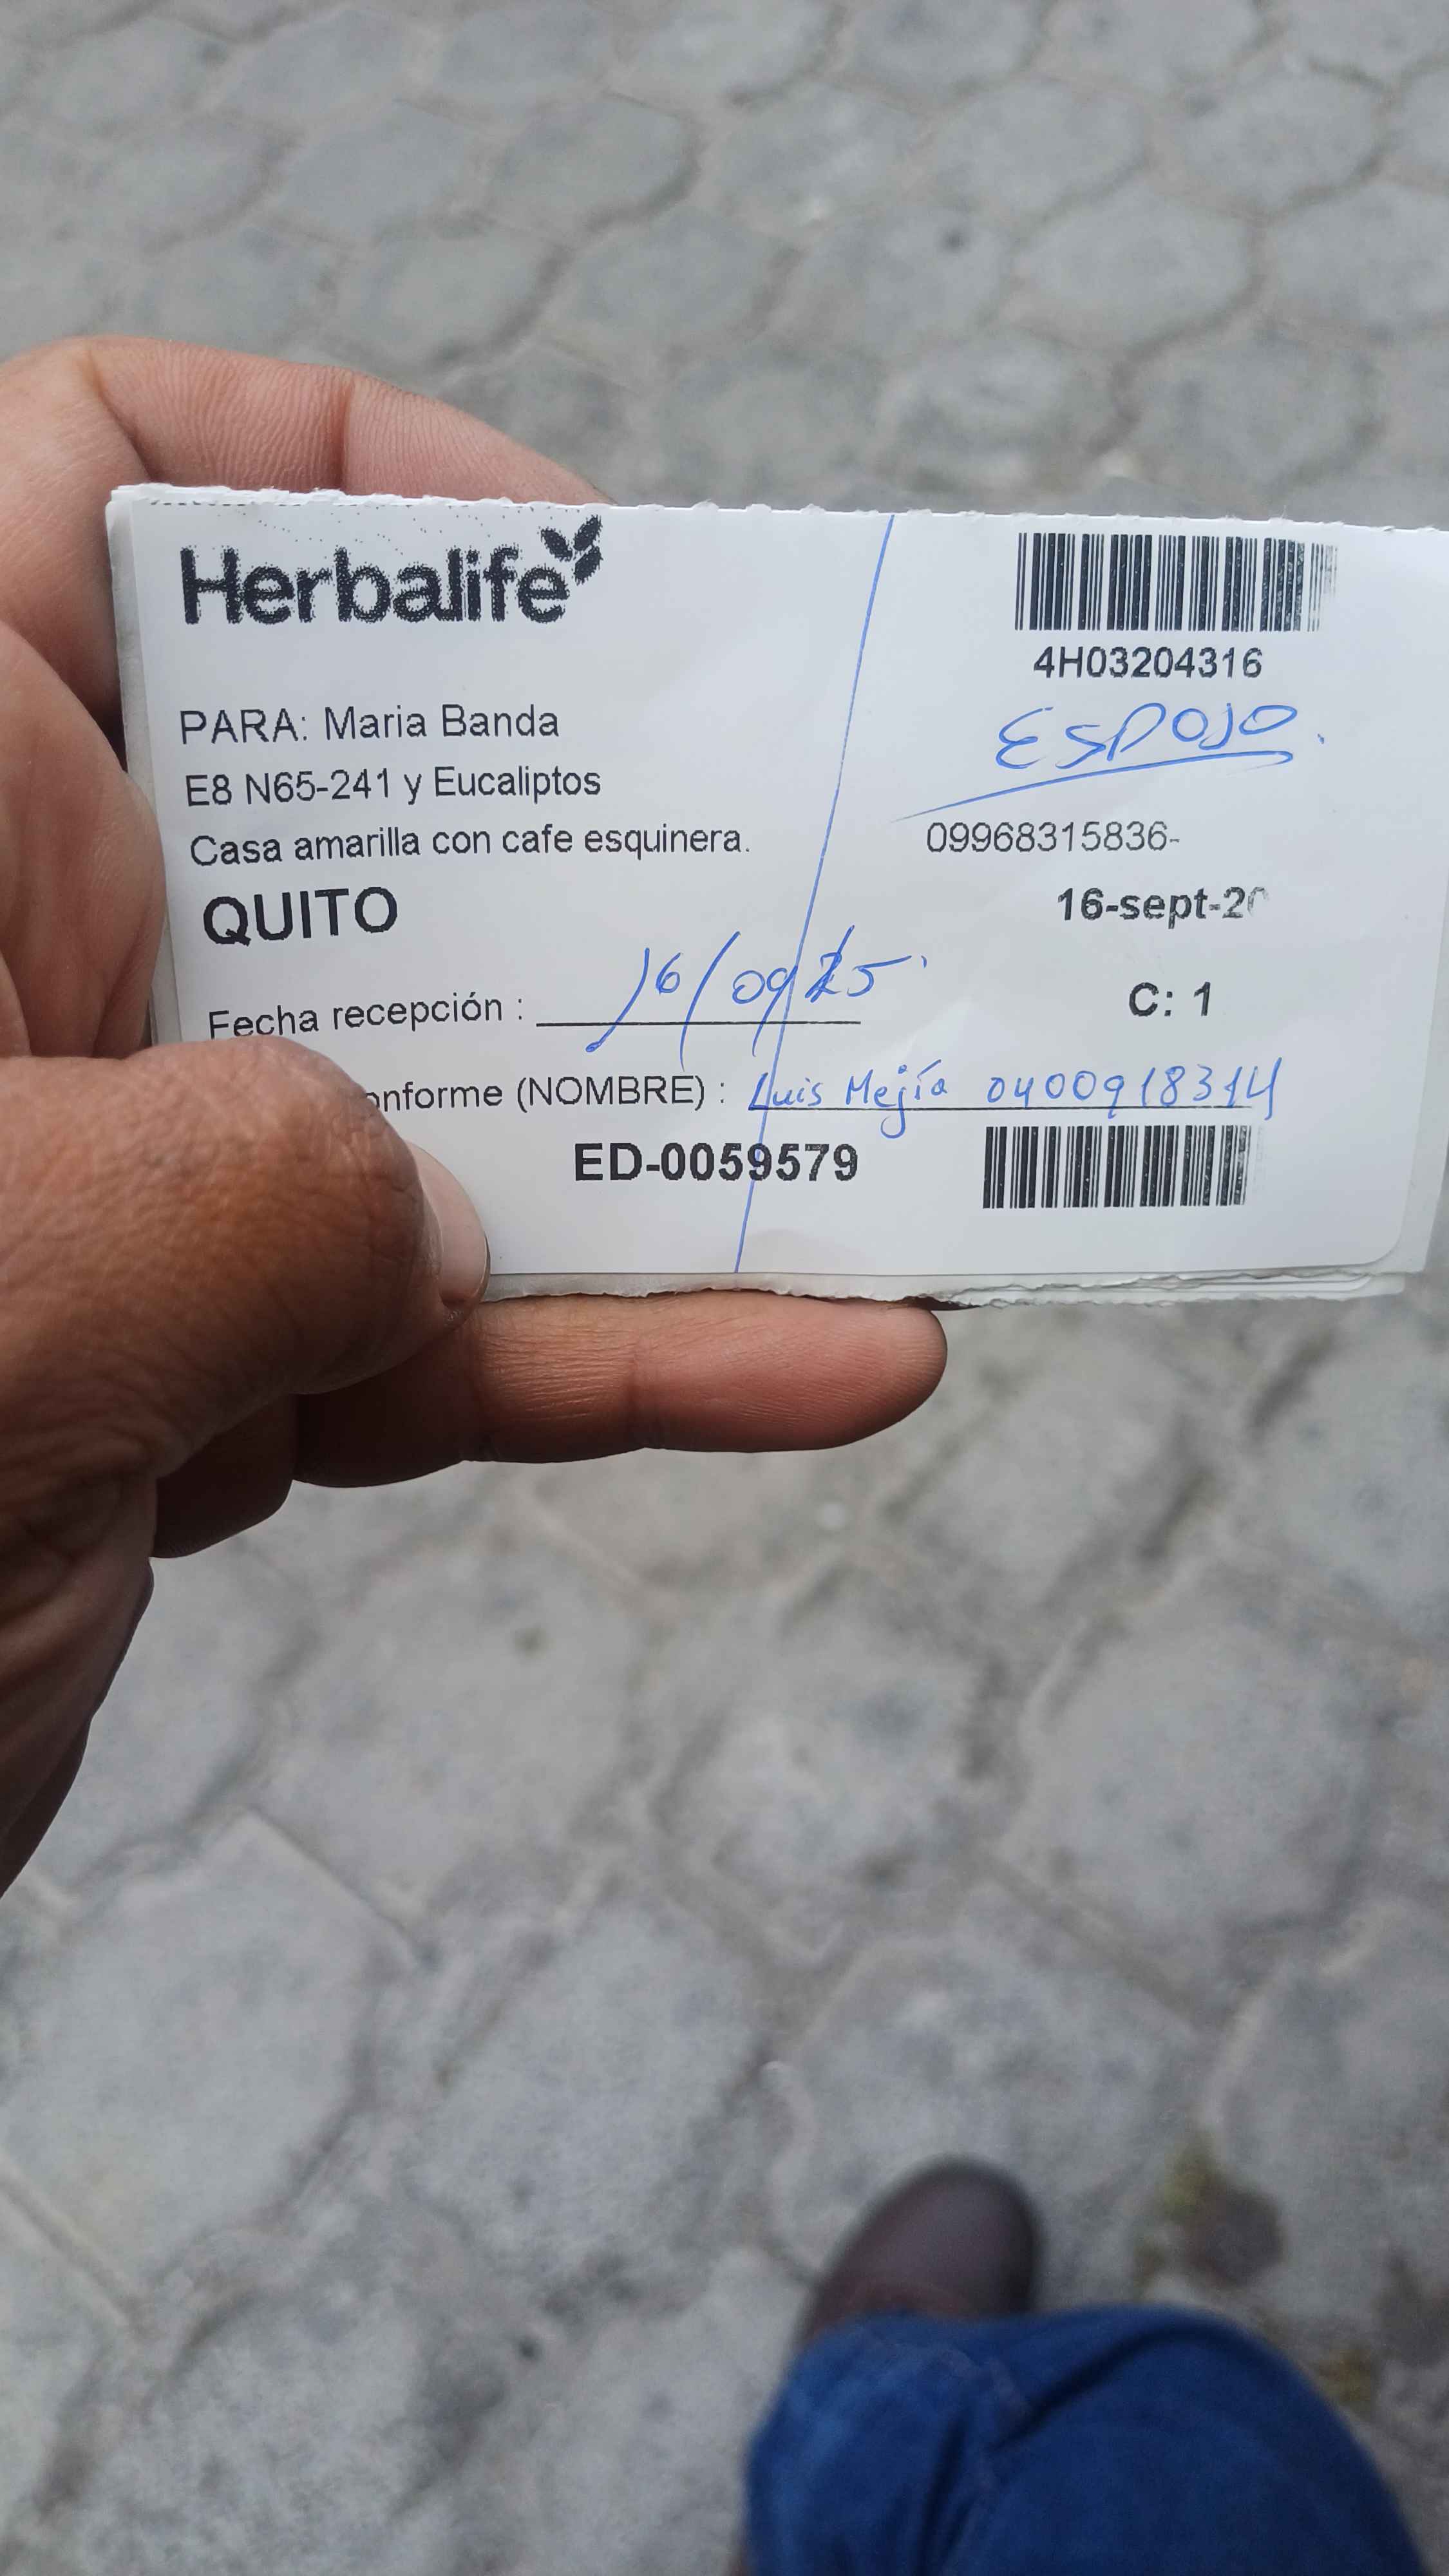 Herbalife
4H03204316
ESPOSO.
PARA: Maria Banda
E8 N65-241 y Eucaliptos
Casa amarilla con cafe esquinera.
09968315836-
QUITO
16-sept-20
Fecha recepción : 16/09/25
onforme (NOMBRE) : Luis Mejía 0400918314
C: 1
ED-0059579